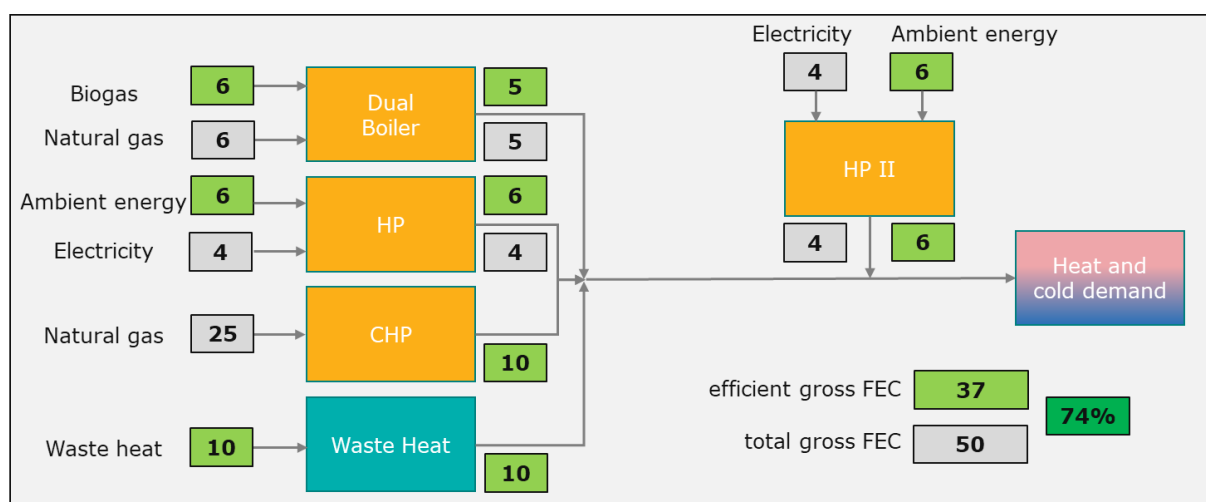 Electricity
Ambient energy
4
6
HP II
4
6
Biogas
6
Natural gas
6
Dual
Boiler
5
5
Ambient energy
6
Electricity
4
HP
6
4
Natural gas
25
CHP
10
Waste heat
10
Waste Heat
10
Heat and
cold demand
efficient gross FEC
37
total gross FEC
50
74%